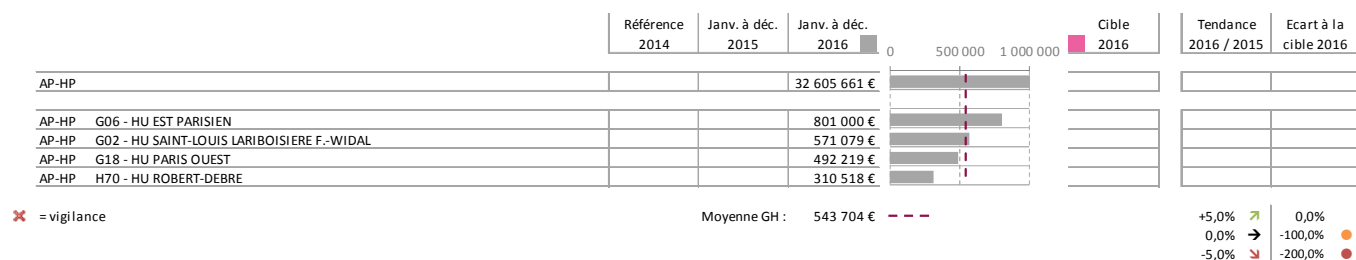 Référence Janv. à déc. Janv. à déc. Cible Tendance Ecart à la
2014 2015 2016 0 500 000 1 000 000 2016 2016 / 2015 cible 2016
AP-HP 32 605 661 €
AP-HP G06 - HU EST PARISIEN 801 000 €
AP-HP G02 - HU SAINT-LOUIS LARIBOISIERE F.-WIDAL 571 079 €
AP-HP G18 - HU PARIS OUEST 492 219 €
AP-HP H70 - HU ROBERT-DEBRE 310 518 €
= vigilance Moyenne GH : 543 704 € +5,0% 0,0%
0,0% -100,0%
-5,0% -200,0%